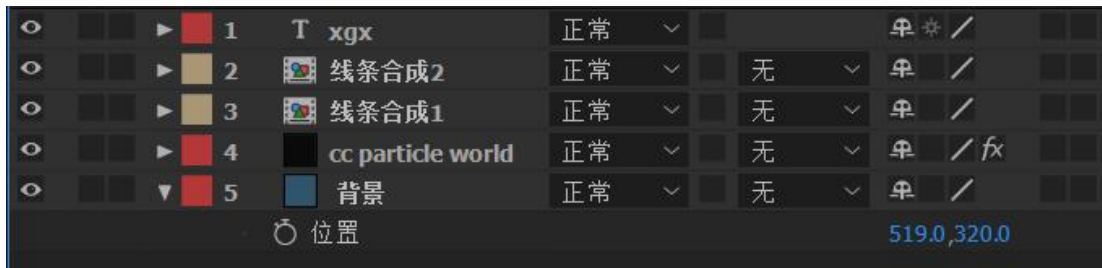 1 T xgx 正常
2 线条合成2 正常 无
3 线条合成1 正常 无
4 cc particle world 正常 无 fx
5 背景 正常 无
位置 519.0,320.0